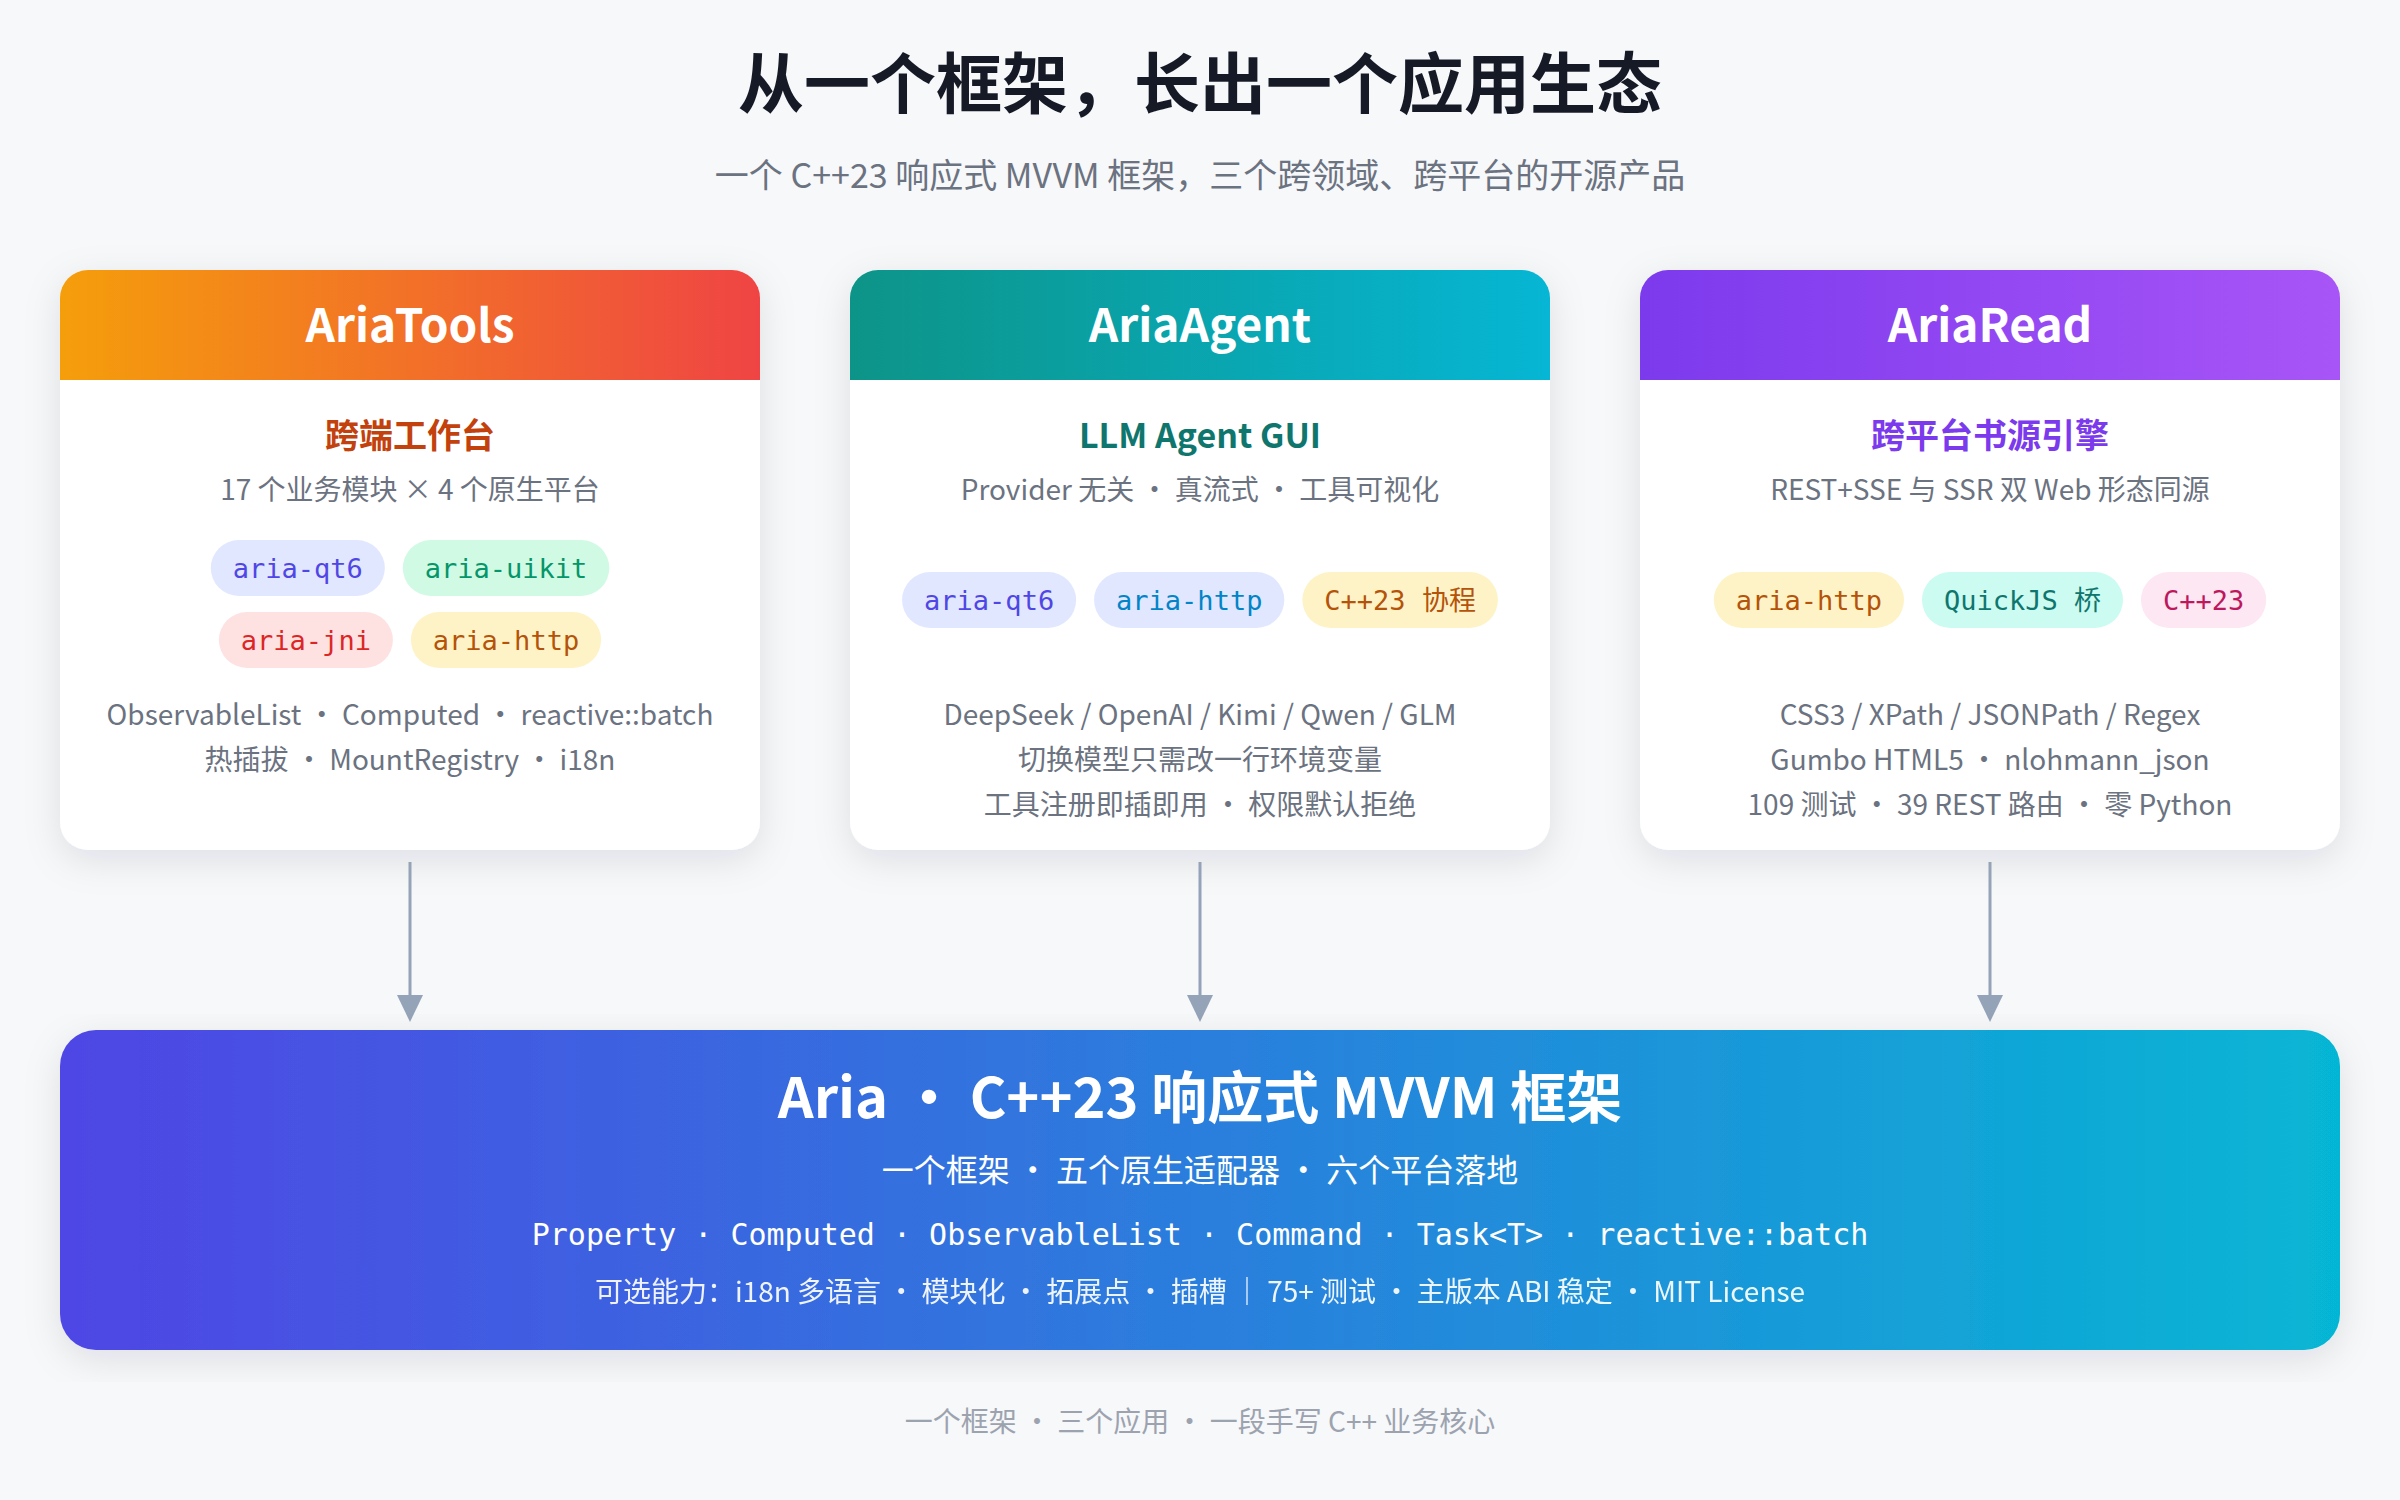 从一个框架，长出一个应用生态
一个 C++23 响应式 MVVM 框架，三个跨领域、跨平台的开源产品
AriaTools
跨端工作台
17 个业务模块 × 4 个原生平台
aria-qt6 aria-uikit
aria-jni aria-http
ObservableList • Computed • reactive::batch
热插拔 • MountRegistry • i18n
AriaAgent
LLM Agent GUI
Provider 无关 • 真流式 • 工具可视化
aria-qt6 aria-http C++23 协程
DeepSeek / OpenAI / Kimi / Qwen / GLM
切换模型只需改一行环境变量
工具注册即插即用 • 权限默认拒绝
AriaRead
跨平台书源引擎
REST+SSE 与 SSR 双 Web 形态同源
aria-http QuickJS 桥 C++23
CSS3 / XPath / JSONPath / Regex
Gumbo HTML5 • nlohmann_json
109 测试 • 39 REST 路由 • 零 Python
Aria • C++23 响应式 MVVM 框架
一个框架 • 五个原生适配器 • 六个平台落地
Property · Computed · ObservableList · Command · Task<T> · reactive::batch
可选能力：i18n 多语言 • 模块化 • 拓展点 • 插槽 | 75+ 测试 • 主版本 ABI 稳定 • MIT License
一个框架 • 三个应用 • 一段手写 C++ 业务核心